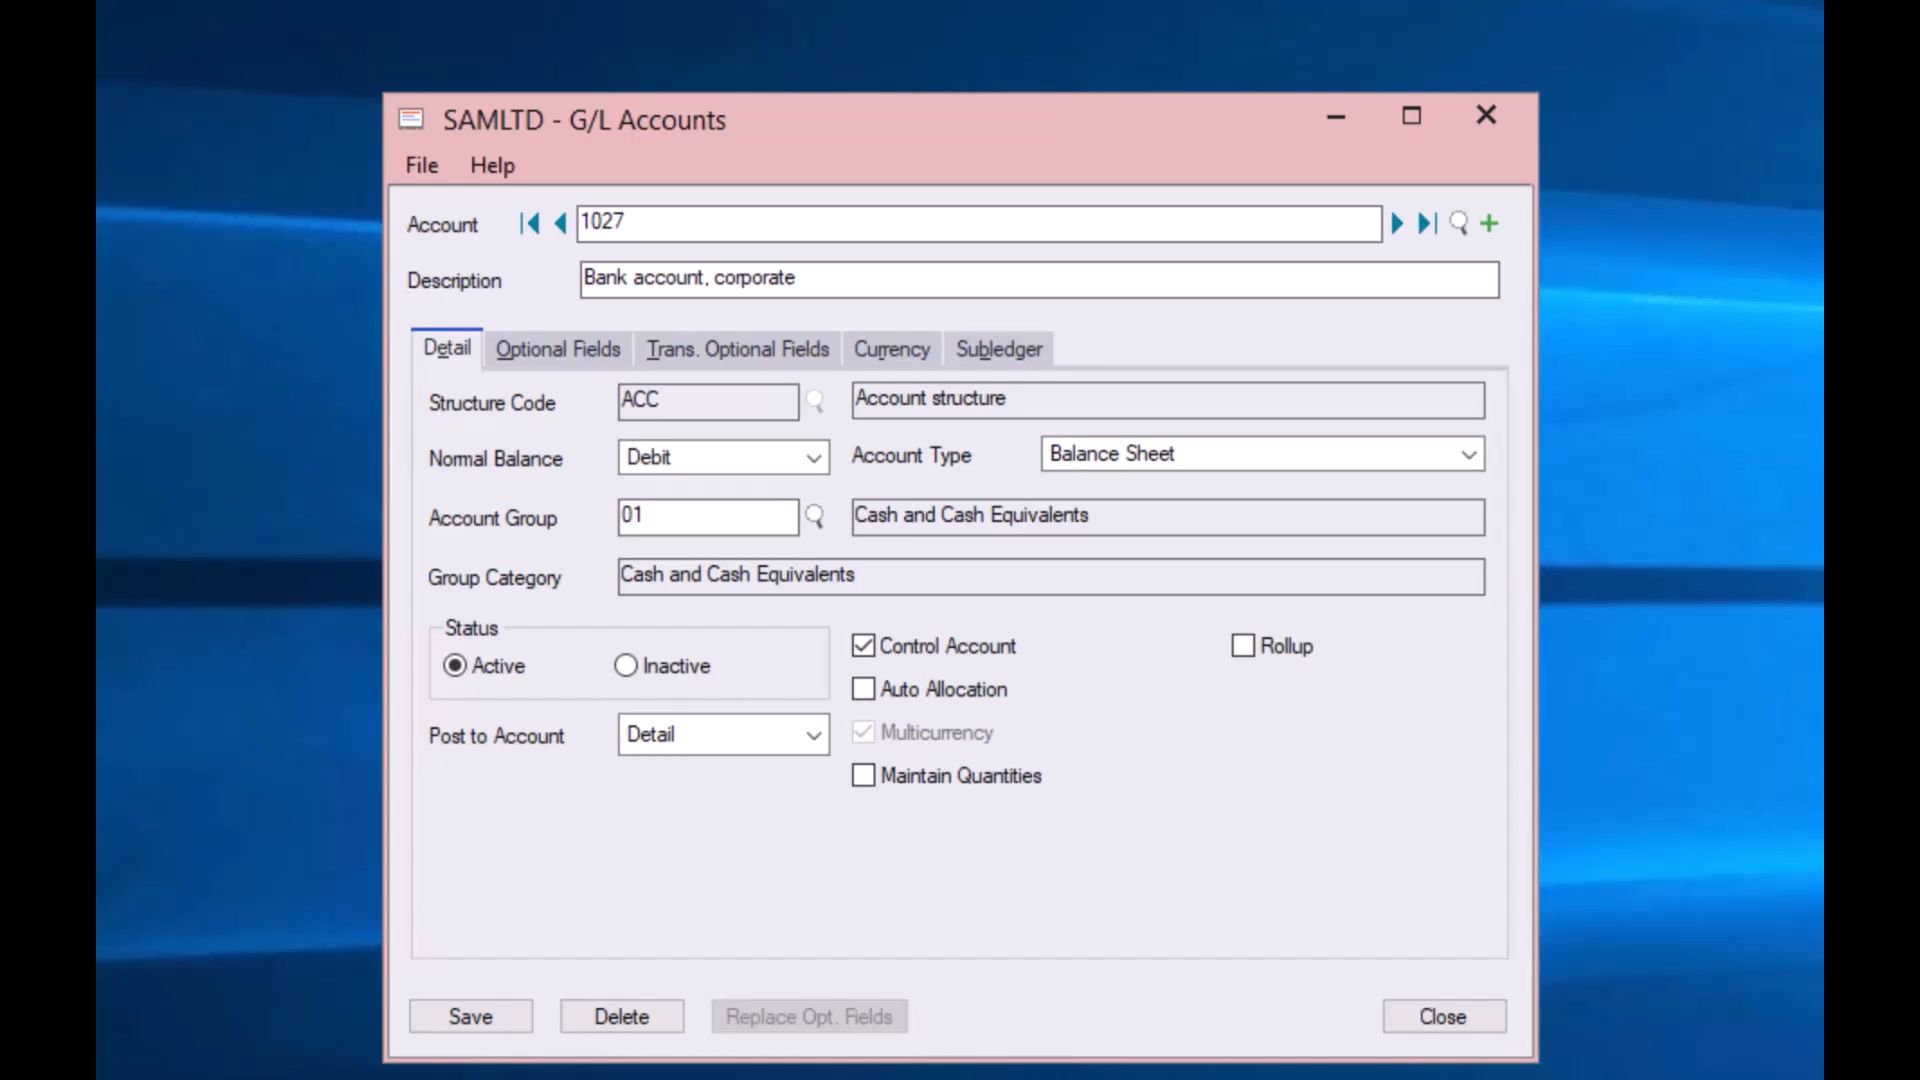 SAMLTD - G/L Accounts
File Help
Account 1027
Description Bank account, corporate
Detail Optional Fields Trans. Optional Fields Currency Subledger
Structure Code ACC Account structure
Normal Balance Debit Account Type Balance Sheet
Account Group 01 Cash and Cash Equivalents
Group Category Cash and Cash Equivalents
Status
Active Inactive
Control Account Rollup
Auto Allocation
Post to Account Detail Multicurrency
Maintain Quantities
Save Delete Replace Opt. Fields Close